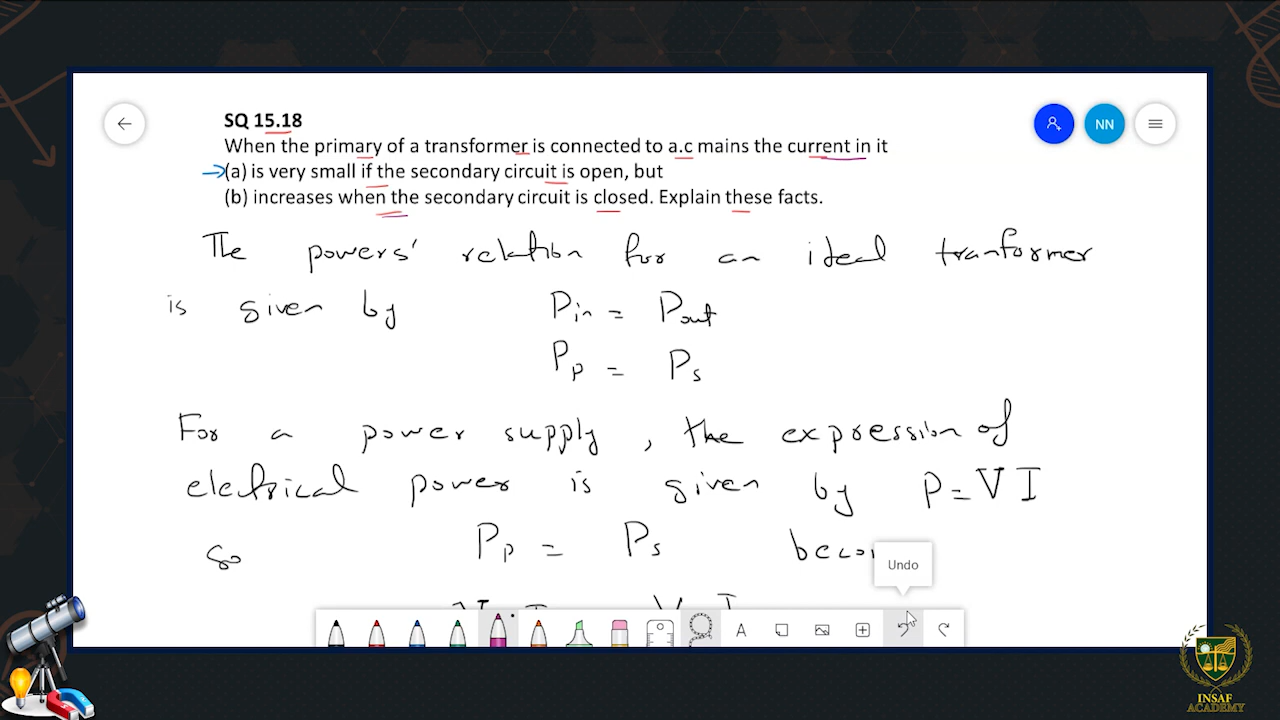 SQ 15.18
When the primary of a transformer is connected to a.c mains the current in it
(a) is very small if the secondary circuit is open, but
(b) increases when the secondary circuit is closed. Explain these facts.
NN
The powers' relation for an ideal tranformer
is given by Pin = Pout
Pp = Ps
For a power supply, the expression of
electrical power is given by P = VI
so Pp = Ps
Undo
A
INSAF
ACADEMY